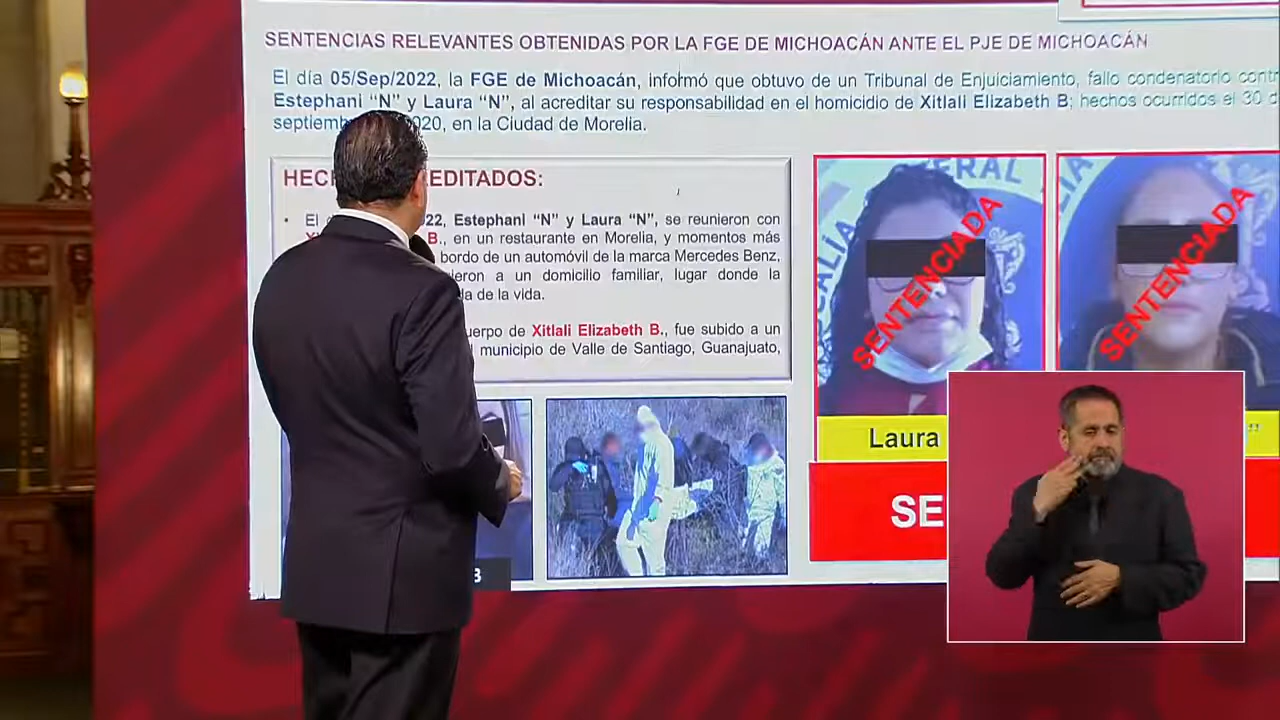 SENTENCIAS RELEVANTES OBTENIDAS POR LA FGE DE MICHOACÁN ANTE EL PJE DE MICHOACÁN
El día 05/Sep/2022, la FGE de Michoacán, informó que obtuvo de un Tribunal de Enjuiciamiento, fallo condenatorio contr
Estephani “N” y Laura “N”, al acreditar su responsabilidad en el homicidio de Xitlali Elizabeth B; hechos ocurridos el 30 d
septiemb 020, en la Ciudad de Morelia.
HEC EDITADOS:
• El 22, Estephani “N” y Laura “N”, se reunieron con
X B., en un restaurante en Morelia, y momentos más
bordo de un automóvil de la marca Mercedes Benz,
ieron a un domicilio familiar, lugar donde la
la de la vida.
uerpo de Xitlali Elizabeth B., fue subido a un
municipio de Valle de Santiago, Guanajuato,
ERAL
CALÍA
SENTENCIADA
SENTENCIADA
Laura
”
SE